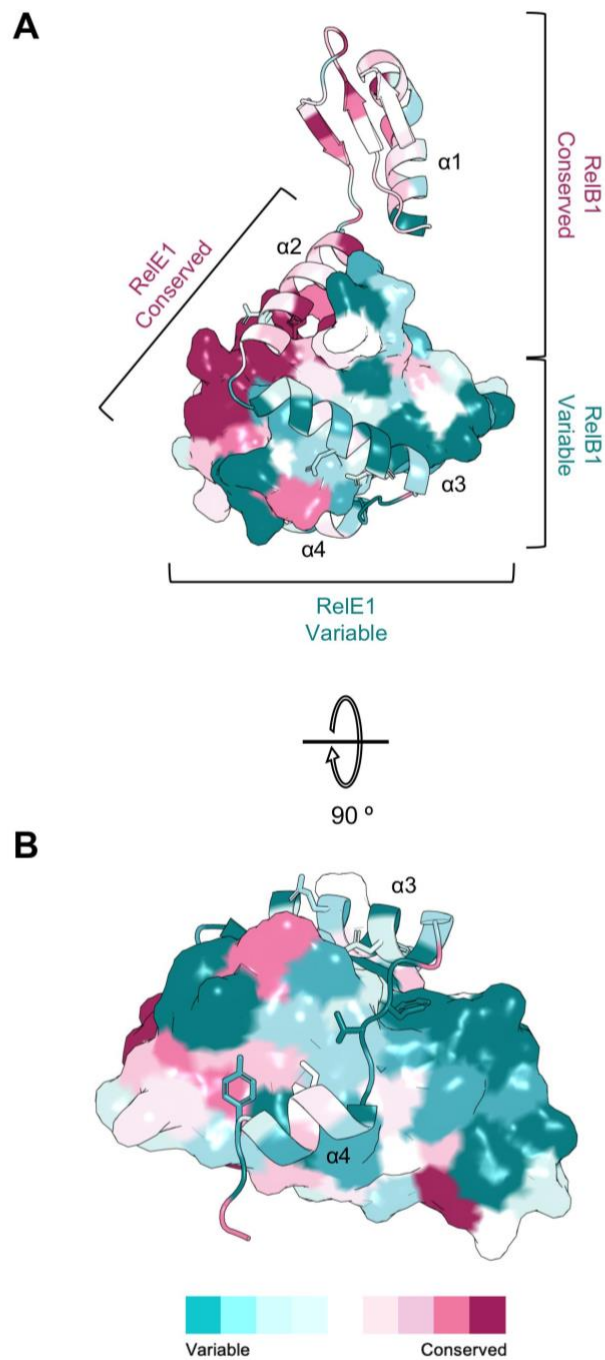 A
α1
RelB1
Conserved
α2
RelE1
Conserved
RelB1
Variable
α3
α4
RelE1
Variable
90 º
B
α3
α4
Variable
Conserved